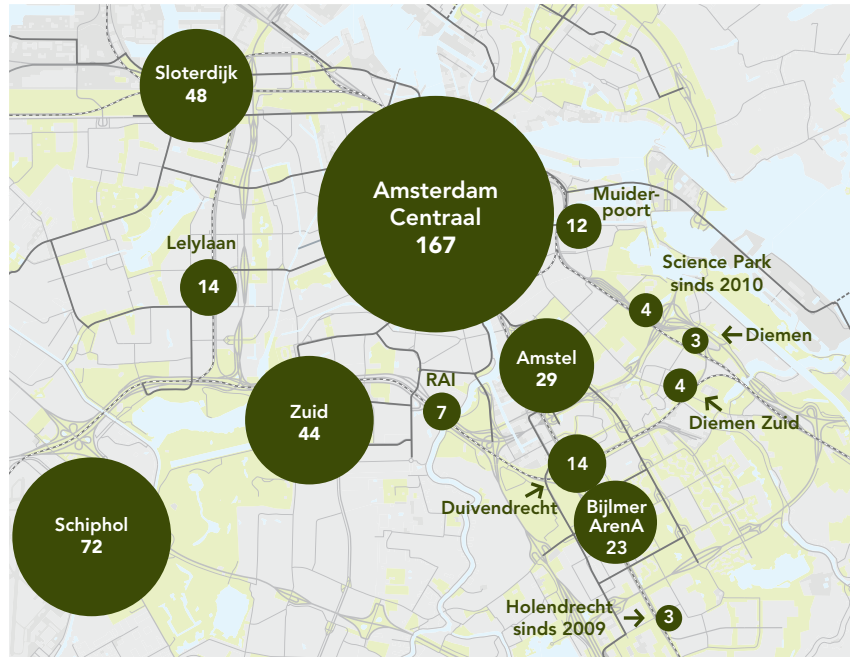 Sloterdijk
48
Amsterdam
Centraal
167
Muider-
poort
12
Lelylaan
14
Science Park
sinds 2010
4
3
Diemen
Amstel
29
RAI
7
4
Diemen Zuid
Zuid
44
14
Duivendrecht
Bijlmer
ArenA
23
Schiphol
72
Holendrecht
sinds 2009
3